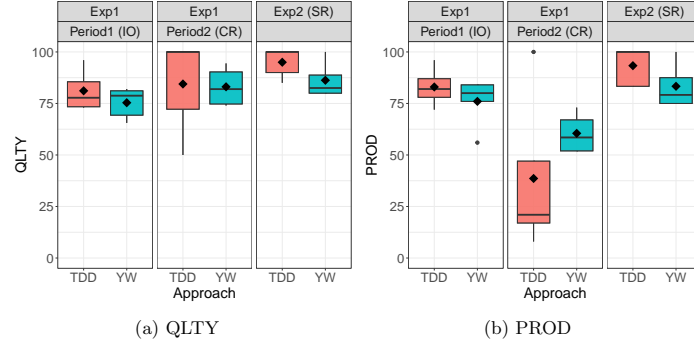 Exp1 Exp1 Exp2 (SR)
Period1 (IO) Period2 (CR)
100
75
50
25
0
QLTY
TDD YW TDD YW TDD YW
Approach
(a) QLTY
Exp1 Exp1 Exp2 (SR)
Period1 (IO) Period2 (CR)
100
75
50
25
0
PROD
TDD YW TDD YW TDD YW
Approach
(b) PROD